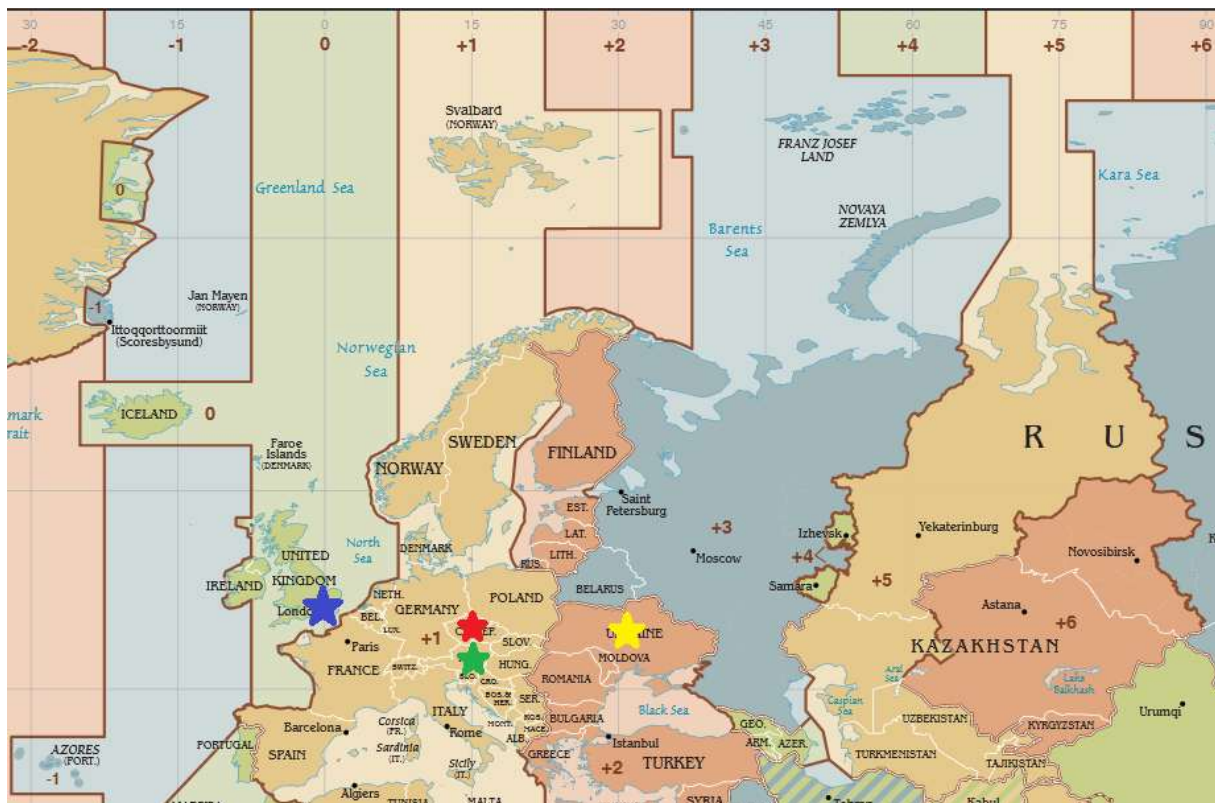 30 15 0 15 30 45 60 75 90
-2 -1 0 +1 +2 +3 +4 +5 +6
Svalbard
(NORWAY)
FRANZ JOSEF
LAND
Greenland Sea
Kara Sea
0
NOVAYA
ZEMLYA
Barents
Sea
Jan Mayen
(NORWAY)
-1
Ittoqqorttoormiit
(Scoresbysund)
Norwegian
Sea
ICELAND
0
mark
rait
Faroe
Islands
(DENMARK)
SWEDEN
NORWAY
FINLAND
R U S
Saint
Petersburg
EST.
LAT.
LITH.
RUS.
+3
Moscow
Izhevsk
+4
Samara
Yekaterinburg
+5
Novosibirsk
North
Sea
DENMARK
UNITED
KINGDOM
IRELAND
Londo
NETH.
BEL.
LUX.
GERMANY
POLAND
BELARUS
Astana
+6
KAZAKHSTAN
Paris
+1
SLOV.
MOLDOVA
FRANCE
SWITZ.
HUNG.
ROMANIA
SLO.
CRO.
BOS.&
HER.
SER.
Aral
Sea
Lake
Balkhash
Caspian
Sea
Urumqi
Black Sea
ITALY
Rome
MONT.
KOS.
MACE.
ALB.
BULGARIA
Barcelona
Corsica
(FR.)
Sardinia
(IT.)
Sicily
(IT.)
PORTUGAL
SPAIN
GREECE
Istanbul
+2
TURKEY
GEO.
ARM.
AZER.
UZBEKISTAN
KYRGYZSTAN
TURKMENISTAN
TAJIKISTAN
AZORES
(PORT.)
-1
Algiers
MALTA
SYRIA